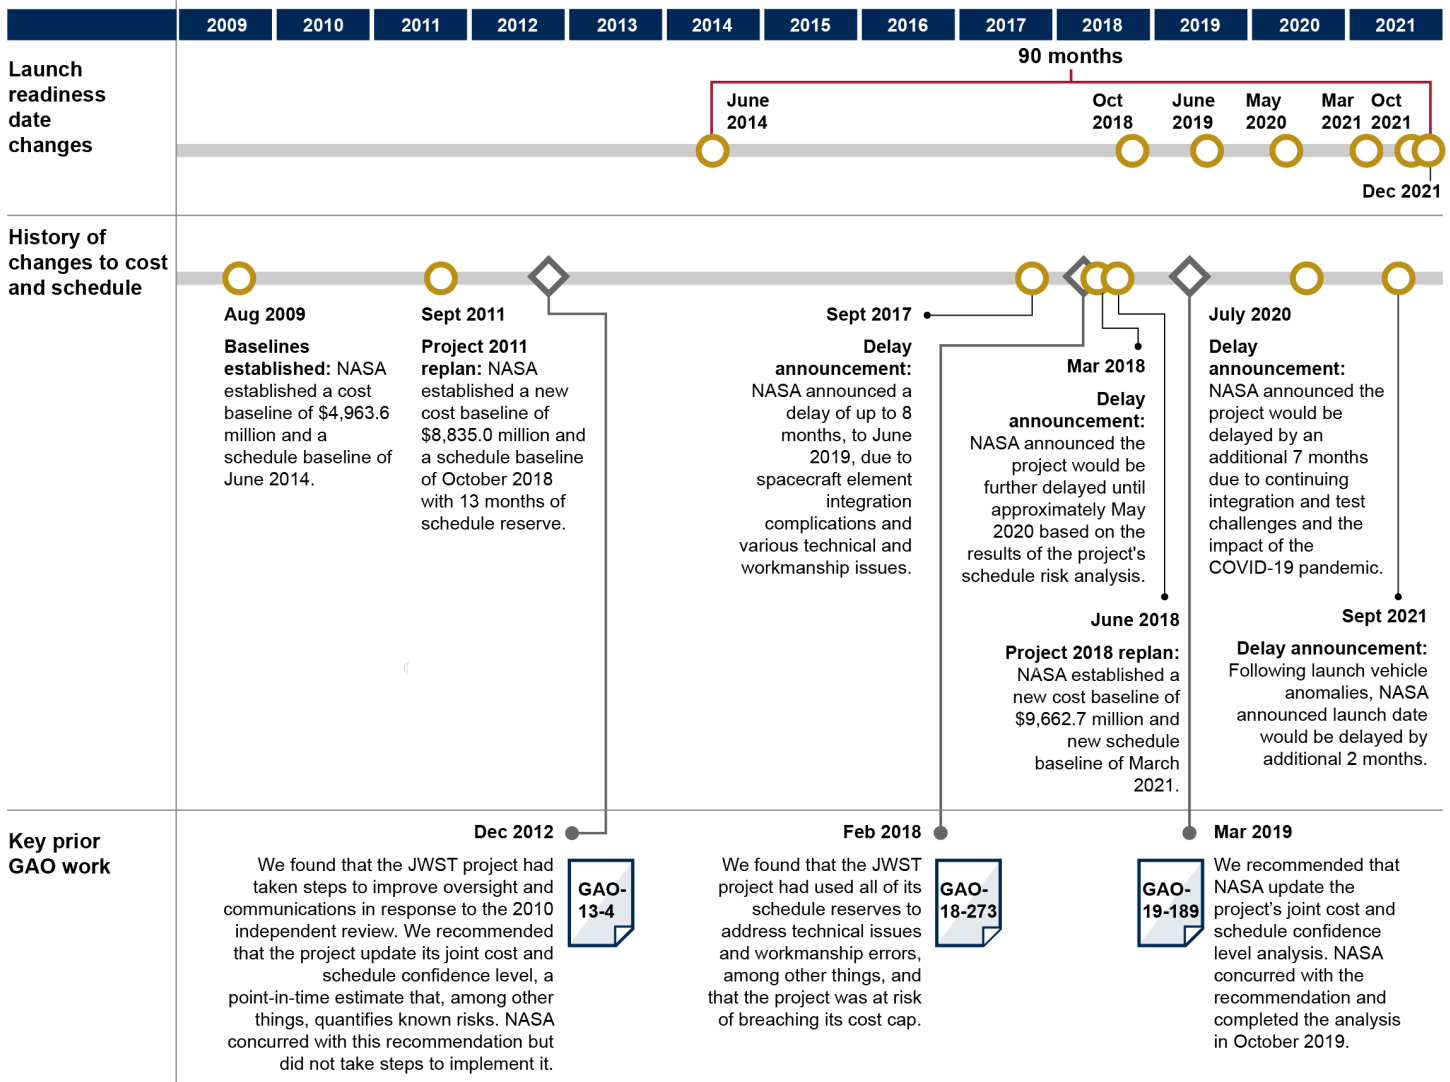 2009 2010 2011 2012 2013 2014 2015 2016 2017 2018 2019 2020 2021
Launch
readiness
date
changes
90 months
June
2014
Oct
2018
June
2019
May
2020
Mar
2021
Oct
2021
Dec 2021
History of
changes to cost
and schedule
Aug 2009
Baselines
established: NASA
established a cost
baseline of $4,963.6
million and a
schedule baseline of
June 2014.
Sept 2011
Project 2011
replan: NASA
established a new
cost baseline of
$8,835.0 million and
a schedule baseline
of October 2018
with 13 months of
schedule reserve.
Sept 2017
Delay
announcement:
NASA announced a
delay of up to 8
months, to June
2019, due to
spacecraft element
integration
complications and
various technical and
workmanship issues.
Mar 2018
Delay
announcement:
NASA announced the
project would be
further delayed until
approximately May
2020 based on the
results of the project's
schedule risk analysis.
June 2018
Project 2018 replan:
NASA established a
new cost baseline of
$9,662.7 million and
new schedule
baseline of March
2021.
July 2020
Delay
announcement:
NASA announced the
project would be
delayed by an
additional 7 months
due to continuing
integration and test
challenges and the
impact of the
COVID-19 pandemic.
Sept 2021
Delay announcement:
Following launch vehicle
anomalies, NASA
announced launch date
would be delayed by
additional 2 months.
Key prior
GAO work
Dec 2012
We found that the JWST project had
taken steps to improve oversight and
communications in response to the 2010
independent review. We recommended
that the project update its joint cost and
schedule confidence level, a
point-in-time estimate that, among other
things, quantifies known risks. NASA
concurred with this recommendation but
did not take steps to implement it.
GAO-
13-4
Feb 2018
We found that the JWST
project had used all of its
schedule reserves to
address technical issues
and workmanship errors,
among other things, and
that the project was at risk
of breaching its cost cap.
GAO-
18-273
GAO-
19-189
Mar 2019
We recommended that
NASA update the
project's joint cost and
schedule confidence
level analysis. NASA
concurred with the
recommendation and
completed the analysis
in October 2019.